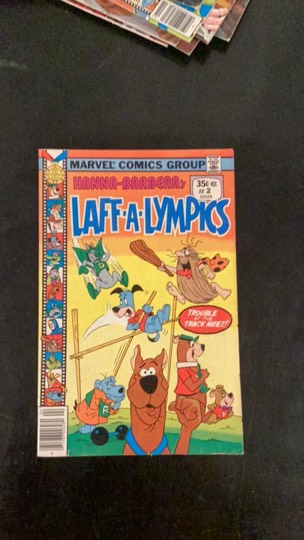 MARVEL COMICS GROUP
HANNA-BARBERA's
35¢
#2
LAFF-A-LYMPICS
TROUBLE
AT THE
TRACK MEET!
R